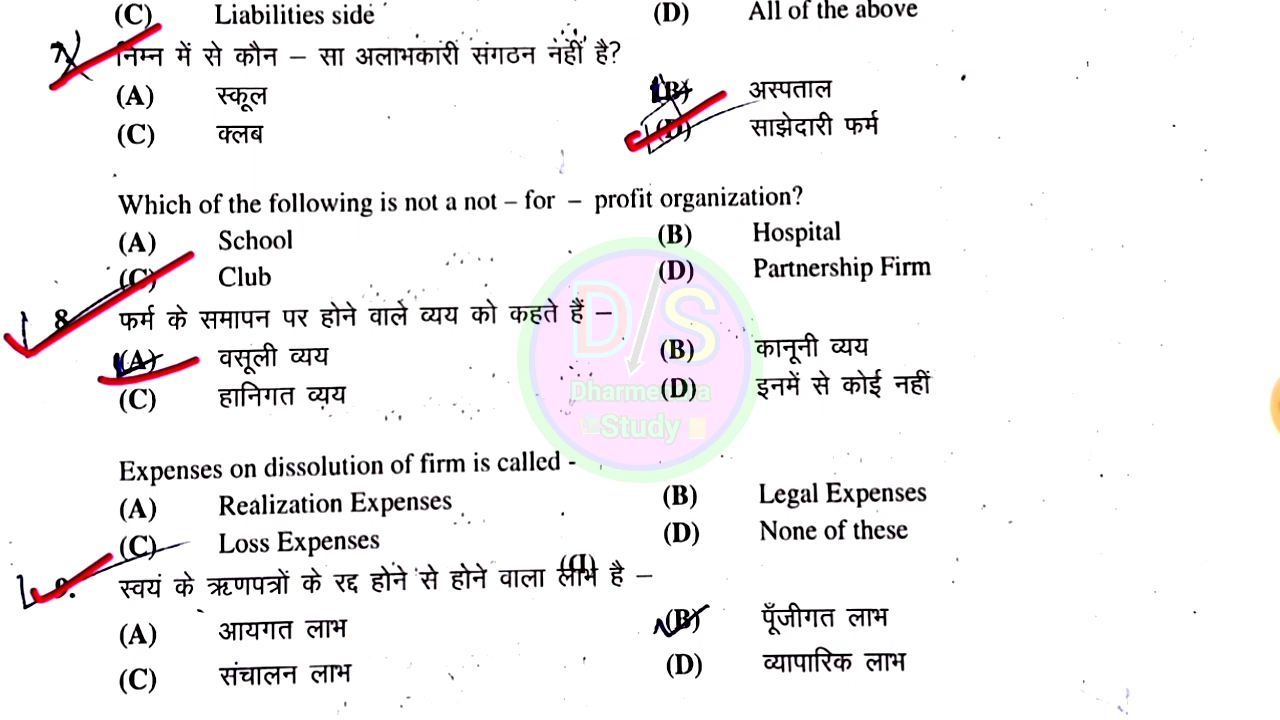 (C) Liabilities side (D) All of the above
7. निम्न में से कौन – सा अलाभकारी संगठन नहीं है?
(A) स्कूल (B) अस्पताल
(C) क्लब (D) साझेदारी फर्म
Which of the following is not a not – for – profit organization?
(A) School (B) Hospital
(C) Club (D) Partnership Firm
8. फर्म के समापन पर होने वाले व्यय को कहते हैं –
(A) वसूली व्यय (B) कानूनी व्यय
(C) हानिगत व्यय (D) इनमें से कोई नहीं
D S
Dharmendra
Study
Expenses on dissolution of firm is called -
(A) Realization Expenses (B) Legal Expenses
(C) Loss Expenses (D) None of these
9. स्वयं के ऋणपत्रों के रद्द होने से होने वाला लाभ है –
(A) आयगत लाभ (B) पूँजीगत लाभ
(C) संचालन लाभ (D) व्यापारिक लाभ